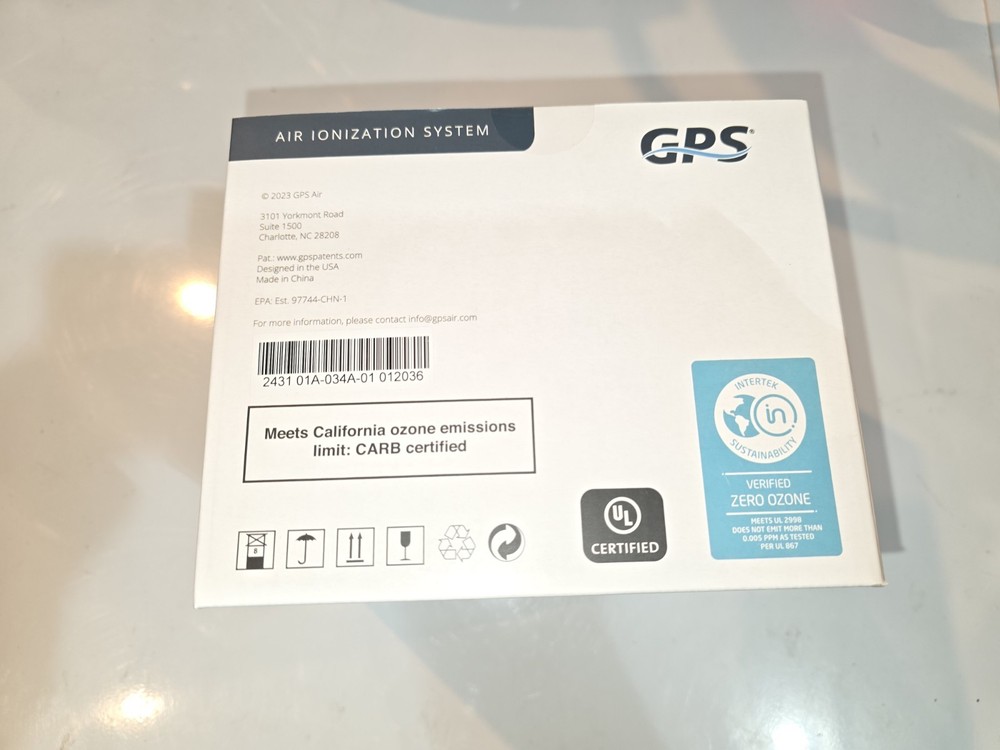 AIR IONIZATION SYSTEM
GPS®
© 2023 GPS Air
3101 Yorkmont Road
Suite 1500
Charlotte, NC 28208
Pat.: www.gpspatents.com
Designed in the USA
Made in China
EPA: Est. 97744-CHN-1
For more information, please contact info@gpsair.com
2431 01A-034A-01 012036
Meets California ozone emissions
limit: CARB certified
8
UL
CERTIFIED
INTERTEK
in
SUSTAINABILITY
VERIFIED
ZERO OZONE
MEETS UL 2998
DOES NOT EMIT MORE THAN
0.005 PPM AS TESTED
PER UL 867